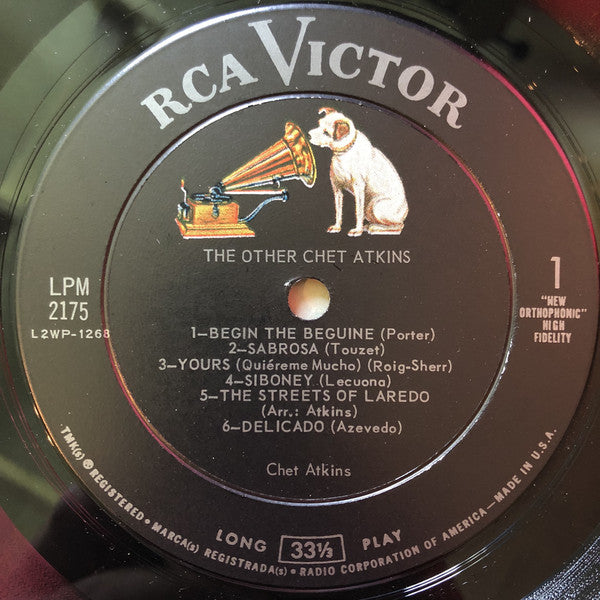 RCA VICTOR
THE OTHER CHET ATKINS
LPM
2175
L2WP-1268
1
"NEW
ORTHOPHONIC"
HIGH
FIDELITY
1—BEGIN THE BEGUINE (Porter)
2—SABROSA (Touzet)
3—YOURS (Quiéreme Mucho) (Roig-Sherr)
4—SIBONEY (Lecuona)
5—THE STREETS OF LAREDO
(Arr.: Atkins)
6—DELICADO (Azevedo)
Chet Atkins
LONG 33⅓ PLAY
TMK(s) ® REGISTERED • MARCA(s) REGISTRADA(s) • RADIO CORPORATION OF AMERICA—MADE IN U.S.A.